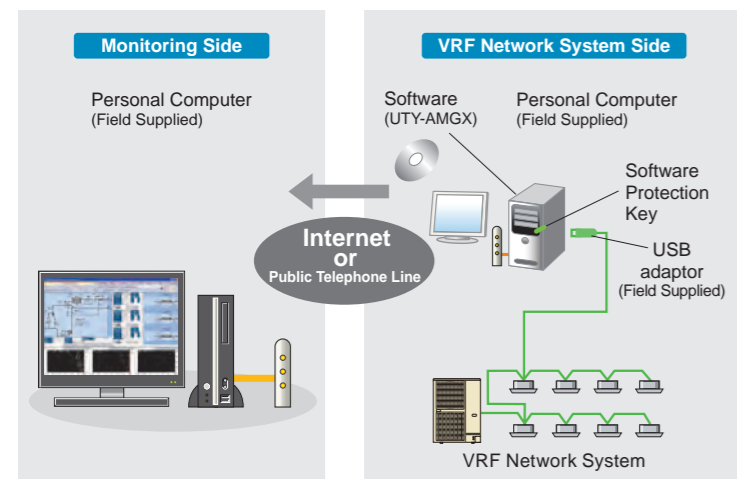 Monitoring Side
Personal Computer
(Field Supplied)
VRF Network System Side
Software
(UTY-AMGX)
Personal Computer
(Field Supplied)
Software
Protection
Key
USB
adaptor
(Field Supplied)
Internet
or
Public Telephone Line
VRF Network System